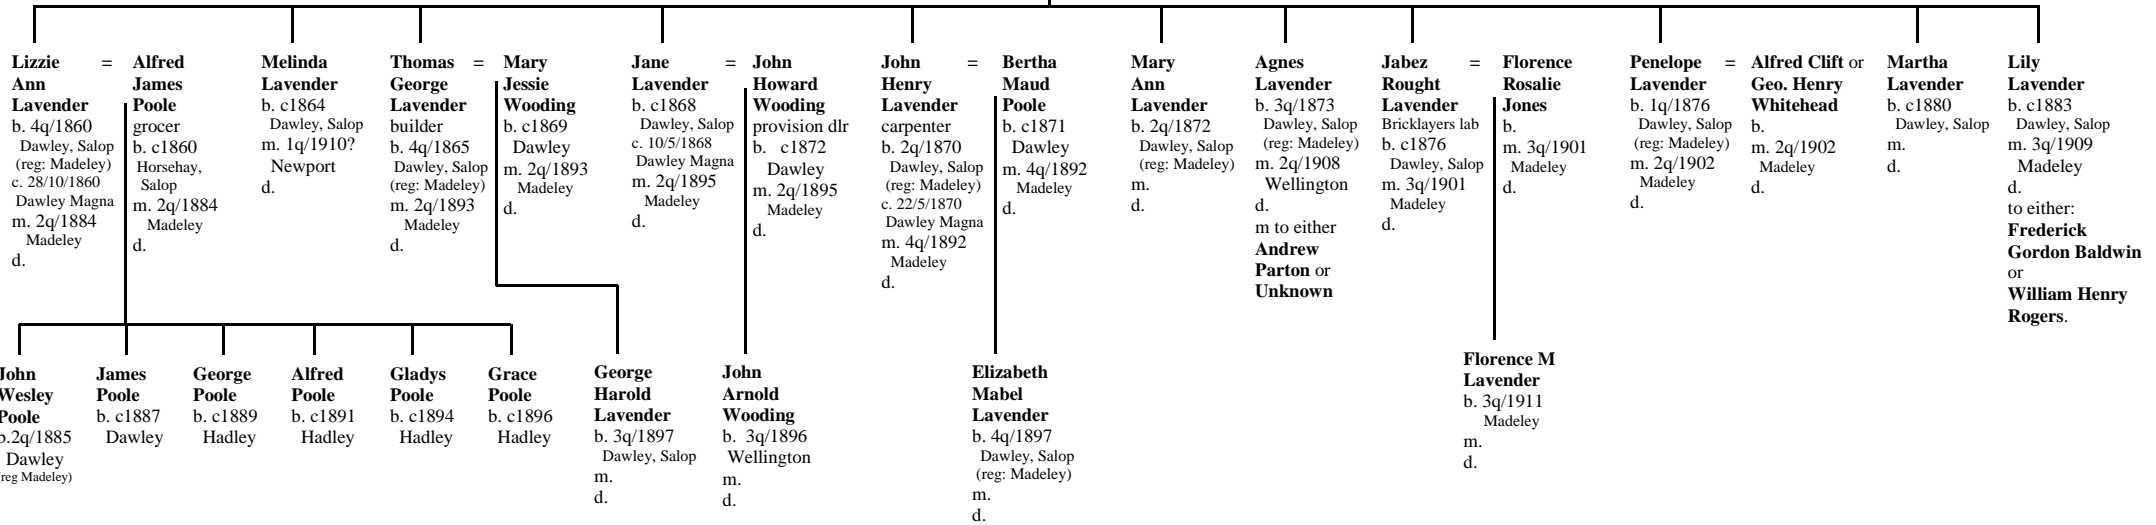 Lizzie =
Ann
Lavender
b. 4q/1860
Dawley, Salop
(reg: Madeley)
c. 28/10/1860
Dawley Magna
m. 2q/1884
Madeley
d.
Alfred
James
Poole
grocer
b. c1860
Horsehay,
Salop
m. 2q/1884
Madeley
d.
Melinda
Lavender
b. c1864
Dawley, Salop
m. 1q/1910?
Newport
d.
Thomas =
George
Lavender
builder
b. 4q/1865
Dawley, Salop
(reg: Madeley)
m. 2q/1893
Madeley
d.
Mary
Jessie
Wooding
b. c1869
Dawley
m. 2q/1893
Madeley
d.
Jane =
Lavender
b. c1868
Dawley, Salop
c. 10/5/1868
Dawley Magna
m. 2q/1895
Madeley
d.
John
Howard
Wooding
provision dlr
b. c1872
Dawley
m. 2q/1895
Madeley
d.
John =
Henry
Lavender
carpenter
b. 2q/1870
Dawley, Salop
(reg: Madeley)
c. 22/5/1870
Dawley Magna
m. 4q/1892
Madeley
d.
Bertha
Maud
Poole
b. c1871
Dawley
m. 4q/1892
Madeley
d.
Mary
Ann
Lavender
b. 2q/1872
Dawley, Salop
(reg: Madeley)
m.
d.
Agnes
Lavender
b. 3q/1873
Dawley, Salop
(reg: Madeley)
m. 2q/1908
Wellington
d.
m to either
Andrew
Parton or
Unknown
Jabez =
Rought
Lavender
Bricklayers lab
b. c1876
Dawley, Salop
m. 3q/1901
Madeley
d.
Florence
Rosalie
Jones
b.
m. 3q/1901
Madeley
d.
Penelope =
Lavender
b. 1q/1876
Dawley, Salop
(reg: Madeley)
m. 2q/1902
Madeley
d.
Alfred Clift or
Geo. Henry
Whitehead
b.
m. 2q/1902
Madeley
d.
Martha
Lavender
b. c1880
Dawley, Salop
m.
d.
Lily
Lavender
b. c1883
Dawley, Salop
m. 3q/1909
Madeley
d.
to either:
Frederick
Gordon Baldwin
or
William Henry
Rogers.
John
Wesley
Poole
b.2q/1885
Dawley
(reg Madeley)
James
Poole
b. c1887
Dawley
George
Poole
b. c1889
Hadley
Alfred
Poole
b. c1891
Hadley
Gladys
Poole
b. c1894
Hadley
Grace
Poole
b. c1896
Hadley
George
Harold
Lavender
b. 3q/1897
Dawley, Salop
m.
d.
John
Arnold
Wooding
b. 3q/1896
Wellington
m.
d.
Elizabeth
Mabel
Lavender
b. 4q/1897
Dawley, Salop
(reg: Madeley)
m.
d.
Florence M
Lavender
b. 3q/1911
Madeley
m.
d.